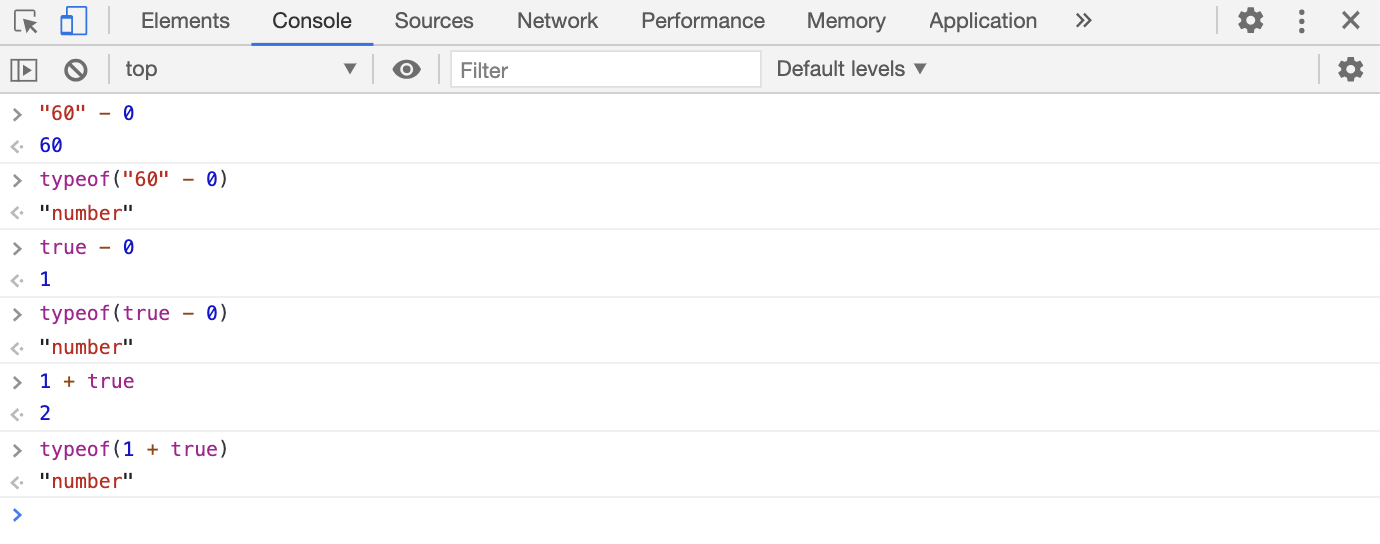 Elements Console Sources Network Performance Memory Application »
top ▼ Filter Default levels ▼
> "60" - 0
<· 60
> typeof("60" - 0)
<· "number"
> true - 0
<· 1
> typeof(true - 0)
<· "number"
> 1 + true
<· 2
> typeof(1 + true)
<· "number"
>